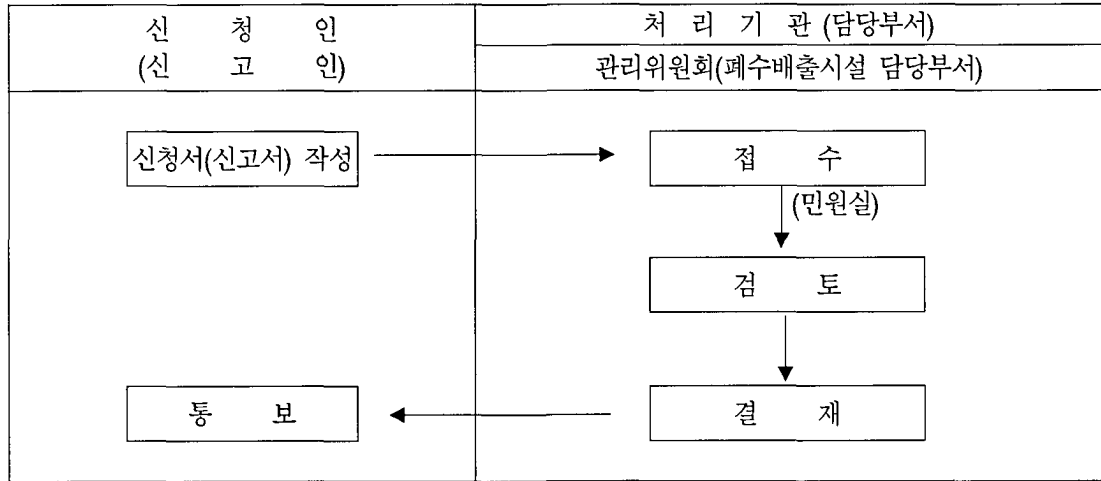 신 청 인
(신 고 인)
처 리 기 관 (담당부서)
관리위원회(폐수배출시설 담당부서)
신청서(신고서) 작성
접 수
(민원실)
검 토
통 보
결 재